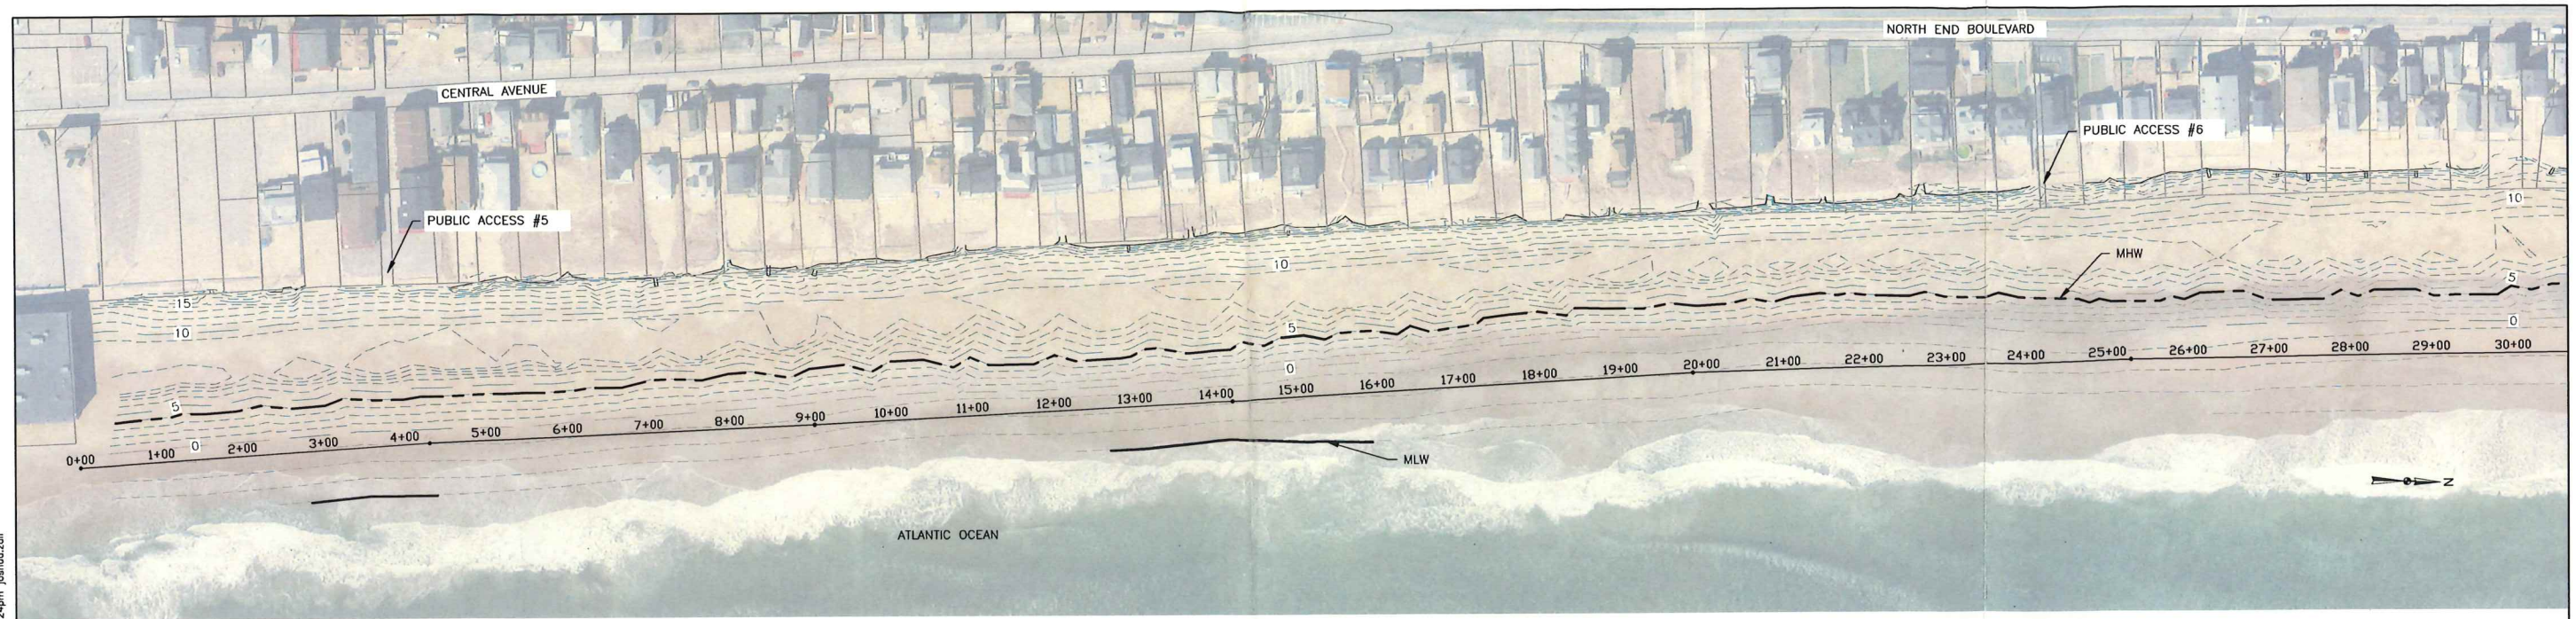 NORTH END BOULEVARD
CENTRAL AVENUE
PUBLIC ACCESS #6
PUBLIC ACCESS #5
10
MHW
10
5
15
10
5
0
5
0
5
0
0+00 1+00 2+00 3+00 4+00 5+00 6+00 7+00 8+00 9+00 10+00 11+00 12+00 13+00 14+00 15+00 16+00 17+00 18+00 19+00 20+00 21+00 22+00 23+00 24+00 25+00 26+00 27+00 28+00 29+00 30+00
MLW
N
ATLANTIC OCEAN